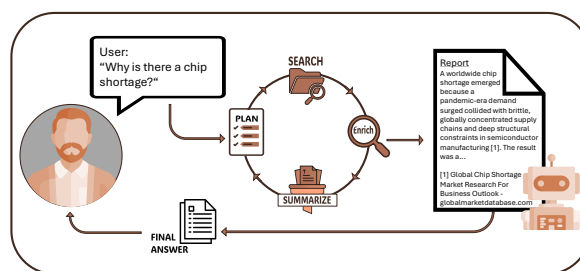 User:
“Why is there a chip
shortage?“
SEARCH
PLAN
Enrich
SUMMARIZE
Report
A worldwide chip
shortage emerged
because a
pandemic-era demand
surged collided with brittle,
globally concentrated supply
chains and deep structural
constraints in semiconductor
manufacturing [1]. The result
was a...
[1] Global Chip Shortage
Market Research For
Business Outlook -
globalmarketdatabase.com
FINAL
ANSWER